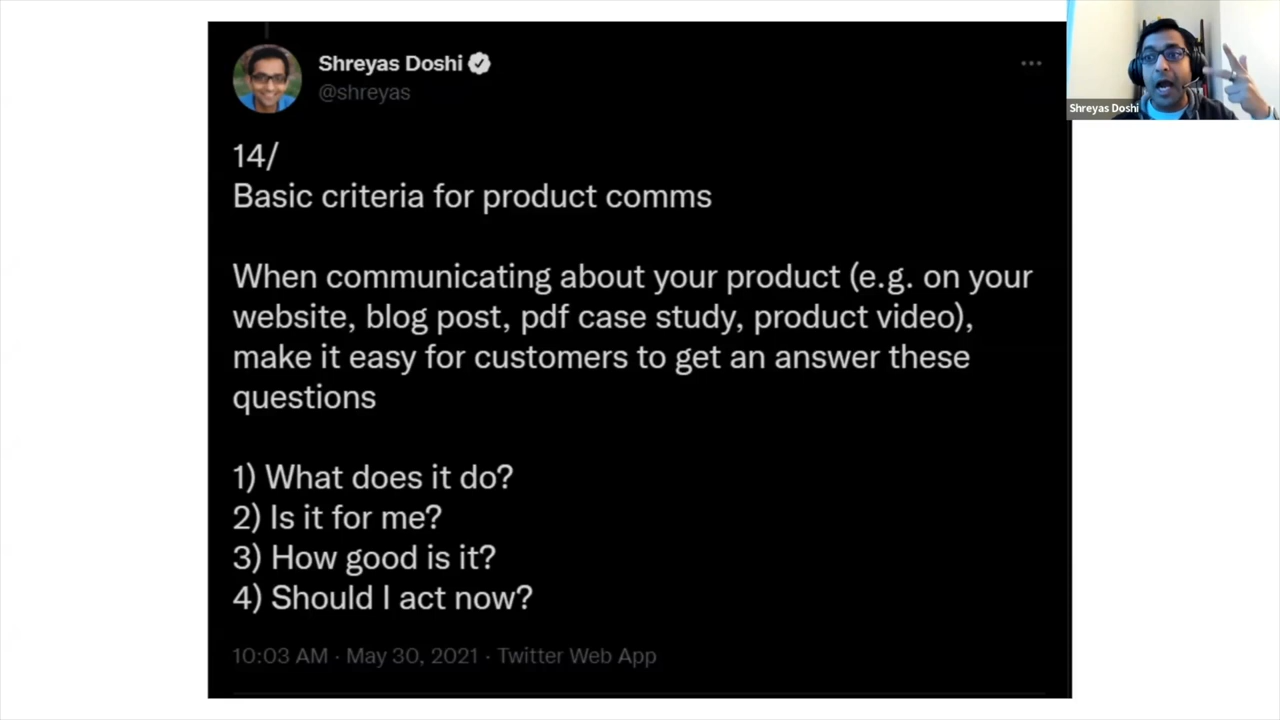 Shreyas Doshi
@shreyas
14/
Basic criteria for product comms
When communicating about your product (e.g. on your
website, blog post, pdf case study, product video),
make it easy for customers to get an answer these
questions
1) What does it do?
2) Is it for me?
3) How good is it?
4) Should I act now?
10:03 AM · May 30, 2021 · Twitter Web App
Shreyas Doshi